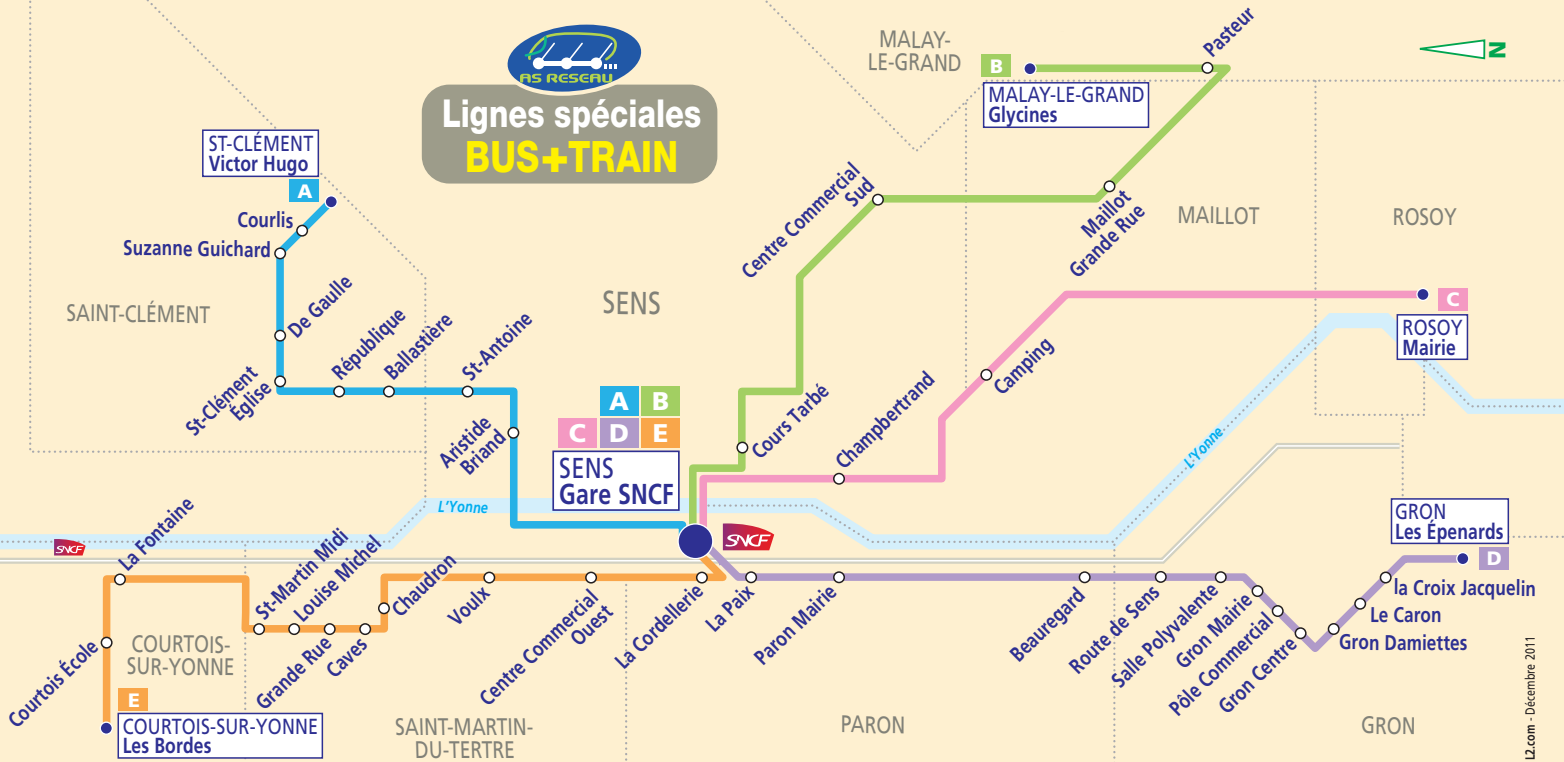 AS RESEAU
Lignes spéciales
BUS+TRAIN
MALAY-
LE-GRAND
B
MALAY-LE-GRAND
Glycines
Pasteur
N
ST-CLÉMENT
Victor Hugo
A
Courlis
Suzanne Guichard
De Gaulle
SAINT-CLÉMENT
St-Clément
Église
République
Ballastière
St-Antoine
Aristide
Briand
SENS
Centre Commercial
Sud
Maillot
Grande Rue
MAILLOT
ROSOY
C
ROSOY
Mairie
Camping
Champbertrand
Cours Tarbé
A B
C D E
SENS
Gare SNCF
SNCF
L'Yonne
L'Yonne
SNCF
La Fontaine
St-Martin Midi
Louise Michel
Chaudron
Courtois École
COURTOIS-
SUR-YONNE
Grande Rue
Caves
Voulx
Centre Commercial
Ouest
La Cordellerie
E
COURTOIS-SUR-YONNE
Les Bordes
SAINT-MARTIN-
DU-TERTRE
La Paix
Paron Mairie
PARON
Beauregard
Route de Sens
Salle Polyvalente
Gron Mairie
Pôle Commercial
Gron Centre
Gron Damiettes
Le Caron
la Croix Jacquelin
GRON
Les Épenards
D
GRON
L2.com - Décembre 2011